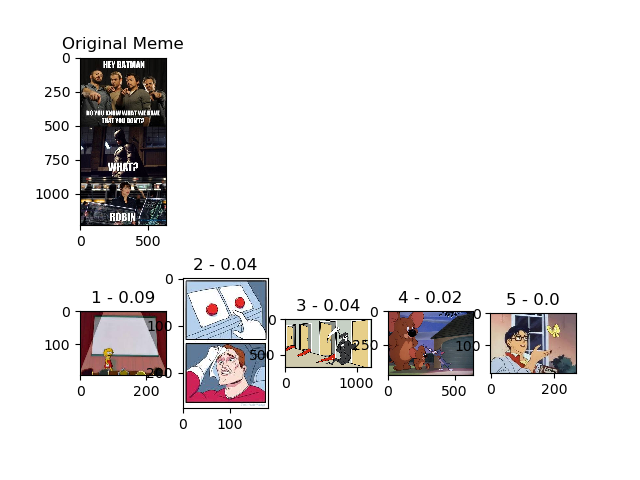 Original Meme
0
HEY BATMAN
250
DO YOU KNOW WHAT WE HAVE
THAT YOU DON'T?
500
750
WHAT?
1000
ROBIN
0 500
1 - 0.09
2 - 0.04
3 - 0.04
4 - 0.02
5 - 0.0
0
100
0 200
0
100
200
0 100
0
500
0 1000
0
250
0 500
0
100
0 200